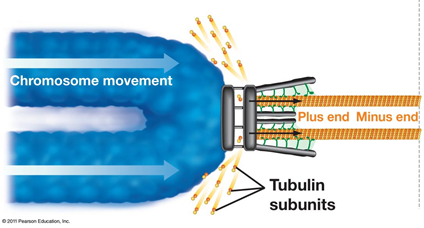 Chromosome movement
Plus end Minus end
Tubulin
subunits
© 2011 Pearson Education, Inc.